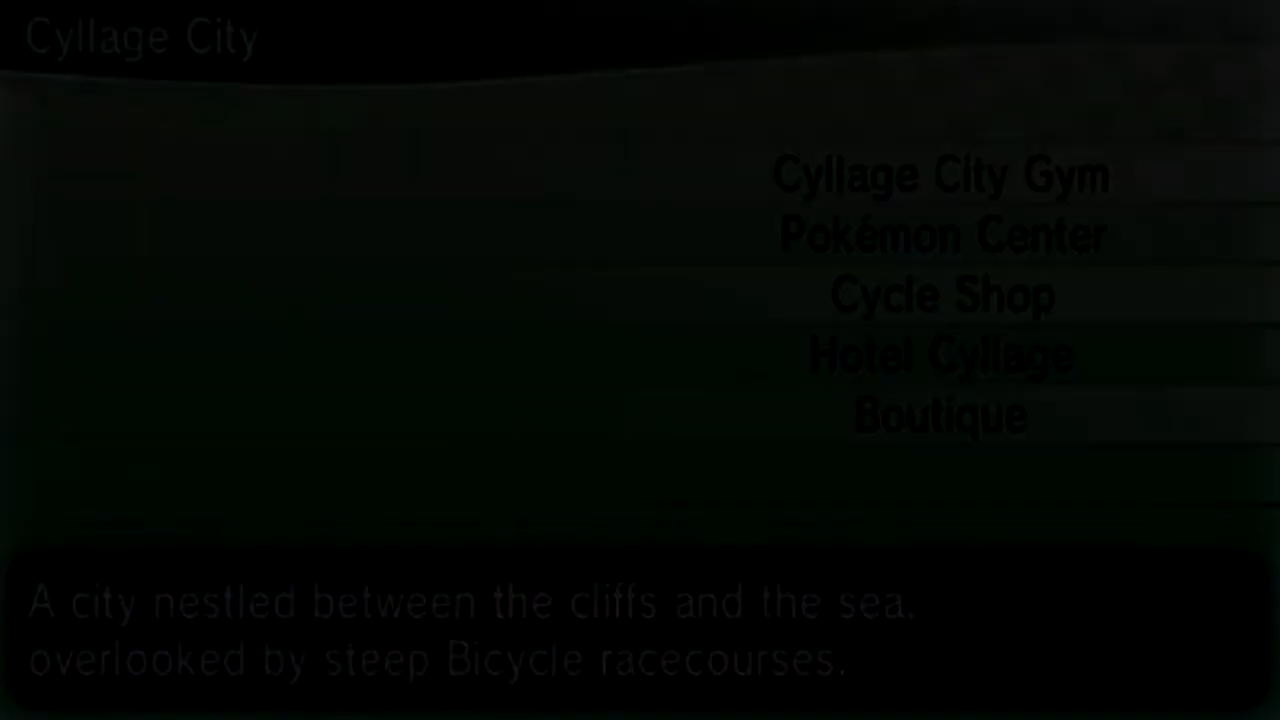 Cyllage City
Cyllage City Gym
Pokémon Center
Cycle Shop
Hotel Cyllage
Boutique
A city nestled between the cliffs and the sea,
overlooked by steep Bicycle racecourses.